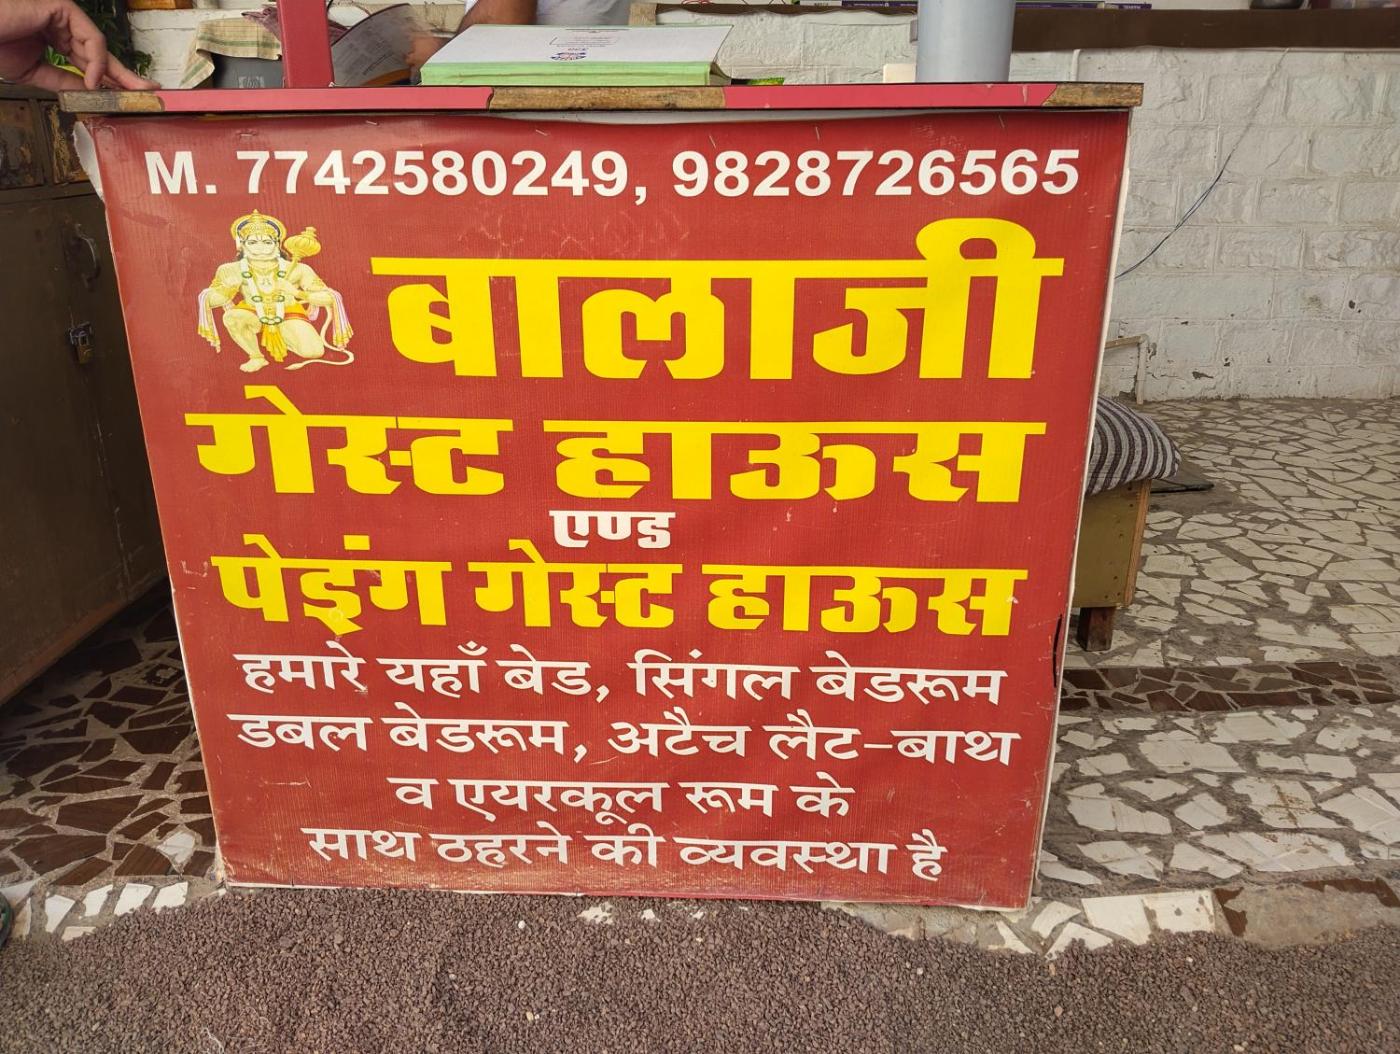 M. 7742580249, 9828726565
बालाजी
गेस्ट हाऊस
एण्ड
पेइंग गेस्ट हाऊस
हमारे यहाँ बेड, सिंगल बेडरूम
डबल बेडरूम, अटैच लैट-बाथ
व एयरकूल रूम के
साथ ठहरने की व्यवस्था है